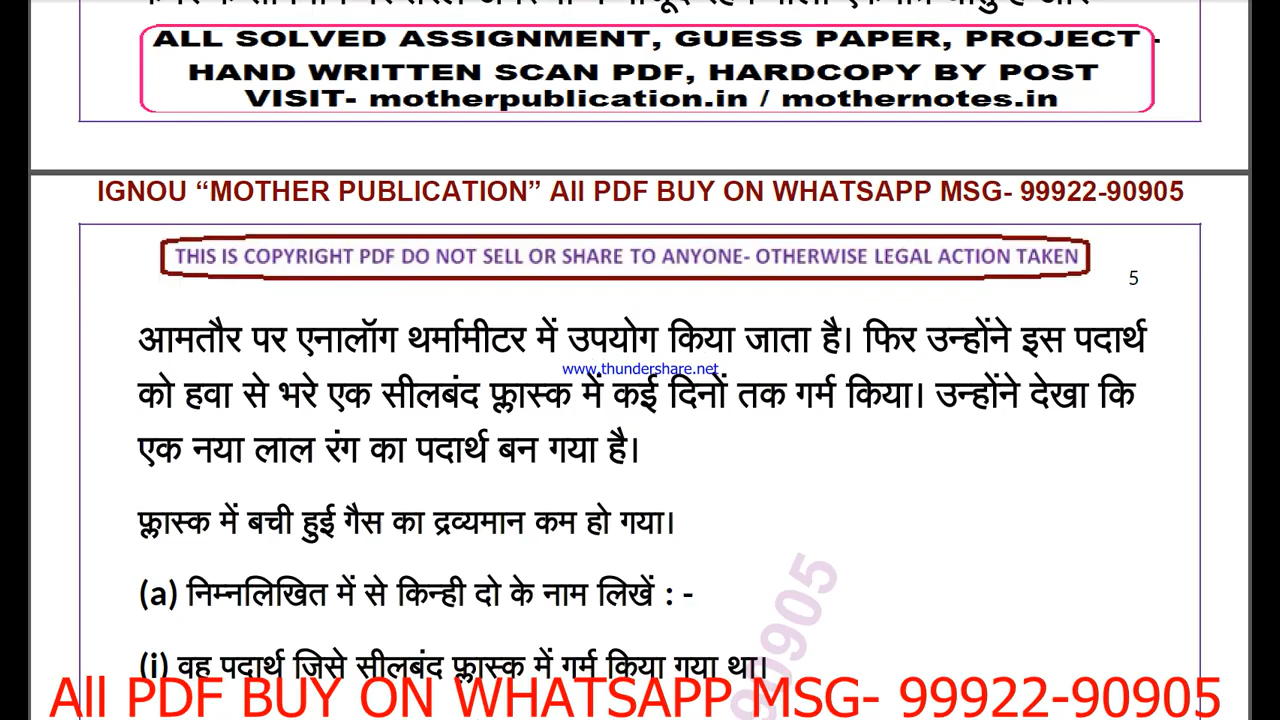 ALL SOLVED ASSIGNMENT, GUESS PAPER, PROJECT -
HAND WRITTEN SCAN PDF, HARDCOPY BY POST
VISIT- motherpublication.in / mothernotes.in
IGNOU “MOTHER PUBLICATION” All PDF BUY ON WHATSAPP MSG- 99922-90905
THIS IS COPYRIGHT PDF DO NOT SELL OR SHARE TO ANYONE- OTHERWISE LEGAL ACTION TAKEN
5
आमतौर पर एनालॉग थर्मामीटर में उपयोग किया जाता है। फिर उन्होंने इस पदार्थ
www.thundershare.net
को हवा से भरे एक सीलबंद फ़्लास्क में कई दिनों तक गर्म किया। उन्होंने देखा कि
एक नया लाल रंग का पदार्थ बन गया है।
फ़्लास्क में बची हुई गैस का द्रव्यमान कम हो गया।
(a) निम्नलिखित में से किन्ही दो के नाम लिखें : -
(i) वह पदार्थ जिसे सीलबंद फ़्लास्क में गर्म किया गया था।
90905
All PDF BUY ON WHATSAPP MSG- 99922-90905